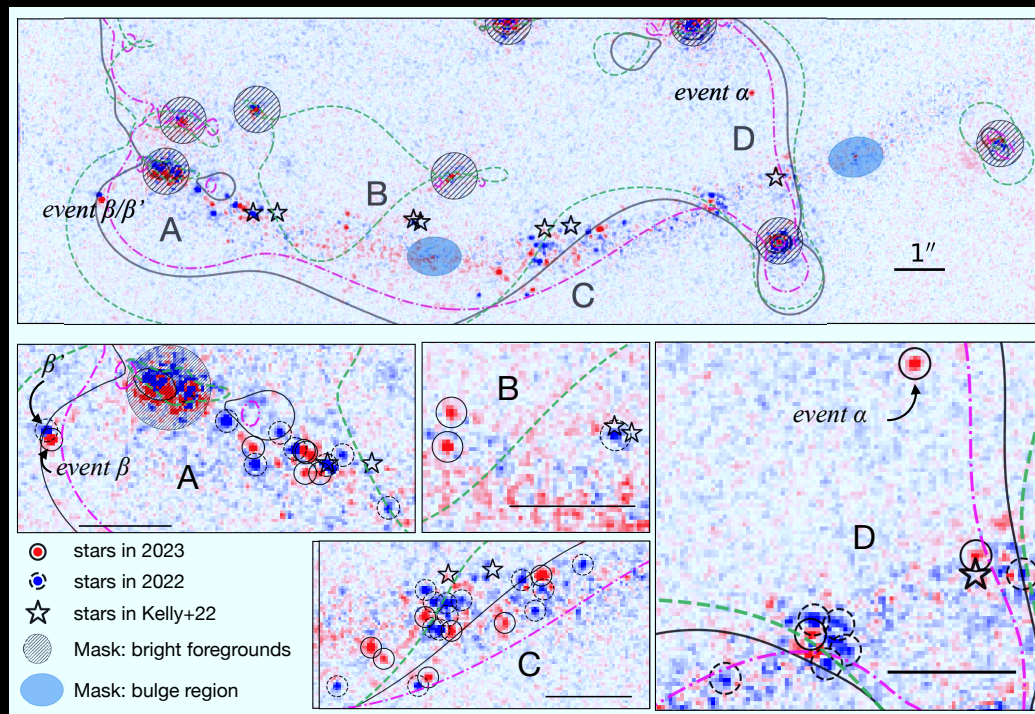 event α
D
B
event β/β’
A
1″
C
β’
event β
A
B
event α
D
C
stars in 2023
stars in 2022
stars in Kelly+22
Mask: bright foregrounds
Mask: bulge region